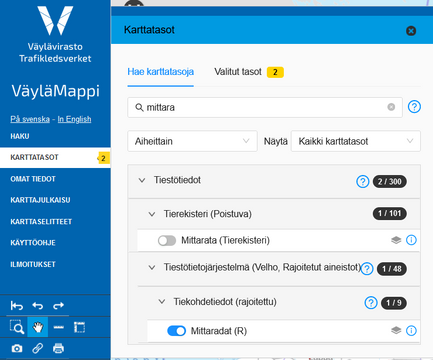 Väylävirasto
Trafikledsverket
VäyläMappi
På svenska - In English
HAKU
KARTTATASOT 2
OMAT TIEDOT
KARTTAJULKAISU
KARTTASELITTEET
KÄYTTÖOHJE
ILMOITUKSET
Karttatasot
Hae karttatasoja Valitut tasot 2
mittara
Aiheittain Näytä Kaikki karttatasot
Tiestötiedot ? 2 / 300
Tierekisteri (Poistuva) 1 / 101
Mittarata (Tierekisteri)
Tiestötietojärjestelmä (Velho, Rajoitetut aineistot) ? 1 / 48
Tiekohdetiedot (rajoitettu) ? 1 / 9
Mittaradat (R)